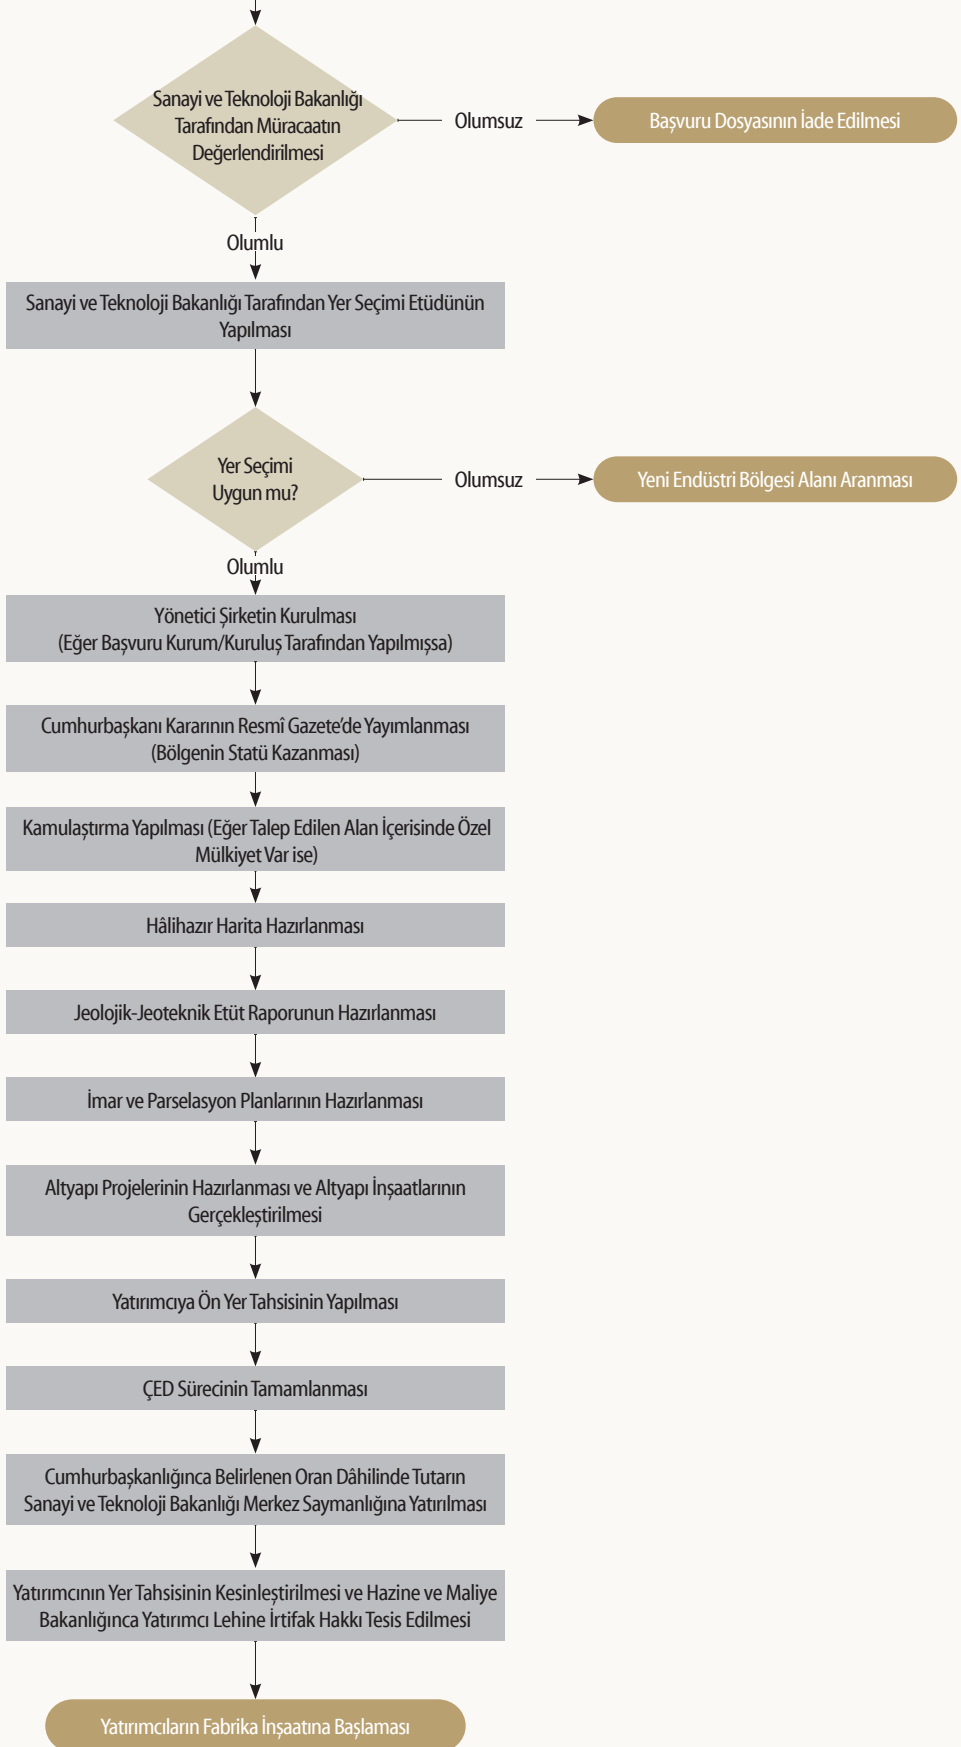 Sanayi ve Teknoloji Bakanlığı
Tarafından Müracaatın
Değerlendirilmesi
Olumsuz
Başvuru Dosyasının İade Edilmesi
Olumlu
Sanayi ve Teknoloji Bakanlığı Tarafından Yer Seçimi Etüdünün
Yapılması
Yer Seçimi
Uygun mu?
Olumsuz
Yeni Endüstri Bölgesi Alanı Aranması
Olumlu
Yönetici Şirketin Kurulması
(Eğer Başvuru Kurum/Kuruluş Tarafından Yapılmışsa)
Cumhurbaşkanı Kararının Resmî Gazete’de Yayımlanması
(Bölgenin Statü Kazanması)
Kamulaştırma Yapılması (Eğer Talep Edilen Alan İçerisinde Özel
Mülkiyet Var ise)
Hâlihazır Harita Hazırlanması
Jeolojik-Jeoteknik Etüt Raporunun Hazırlanması
İmar ve Parselasyon Planlarının Hazırlanması
Altyapı Projelerinin Hazırlanması ve Altyapı İnşaatlarının
Gerçekleştirilmesi
Yatırımcıya Ön Yer Tahsisinin Yapılması
ÇED Sürecinin Tamamlanması
Cumhurbaşkanlığınca Belirlenen Oran Dâhilinde Tutarın
Sanayi ve Teknoloji Bakanlığı Merkez Saymanlığına Yatırılması
Yatırımcının Yer Tahsisinin Kesinleştirilmesi ve Hazine ve Maliye
Bakanlığınca Yatırımcı Lehine İrtifak Hakkı Tesis Edilmesi
Yatırımcıların Fabrika İnşaatına Başlaması